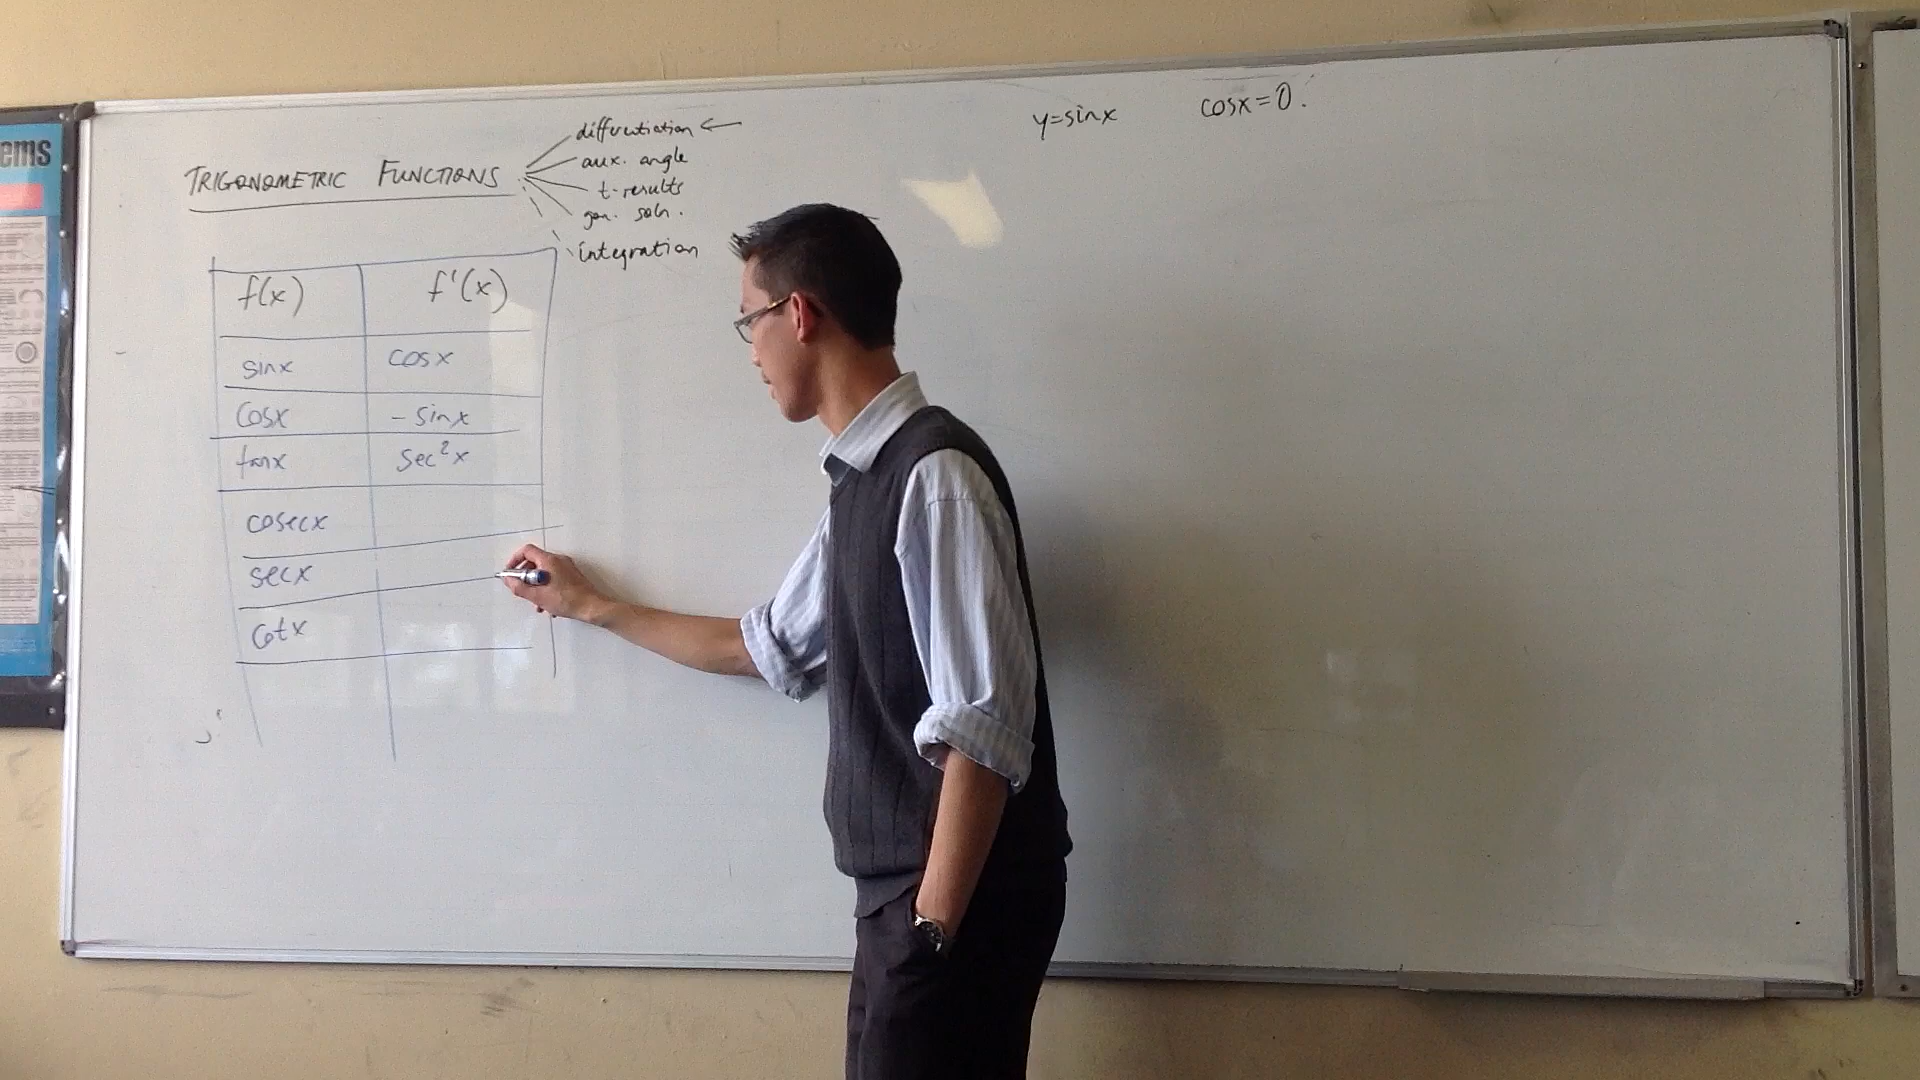 ems
TRIGONOMETRIC FUNCTIONS
differentiation ←
aux. angle
t-results
gen. soln.
integration
f(x) f'(x)
sinx cosx
cosx - sinx
tanx sec²x
cosecx
secx
cotx
y=sinx cosx=0.